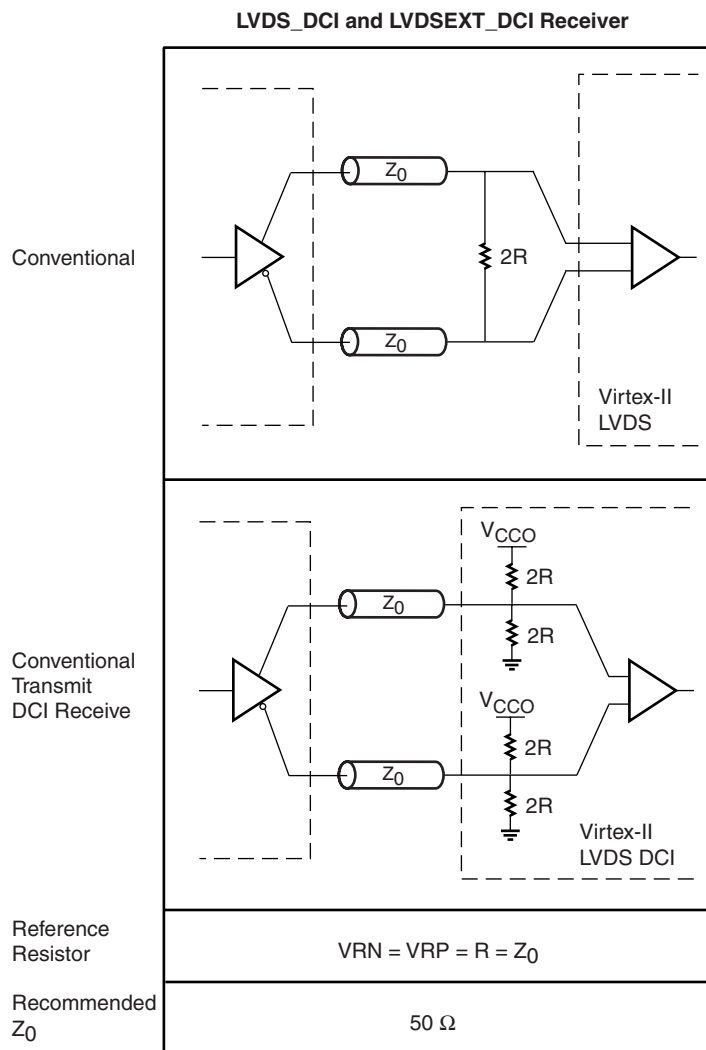 LVDS_DCI and LVDSEXT_DCI Receiver
Conventional
Z0
2R
Z0
Virtex-II
LVDS
Conventional
Transmit
DCI Receive
VCCO
2R
Z0
2R
VCCO
2R
Z0
2R
Virtex-II
LVDS DCI
Reference
Resistor
VRN = VRP = R = Z0
Recommended
Z0
50 Ω